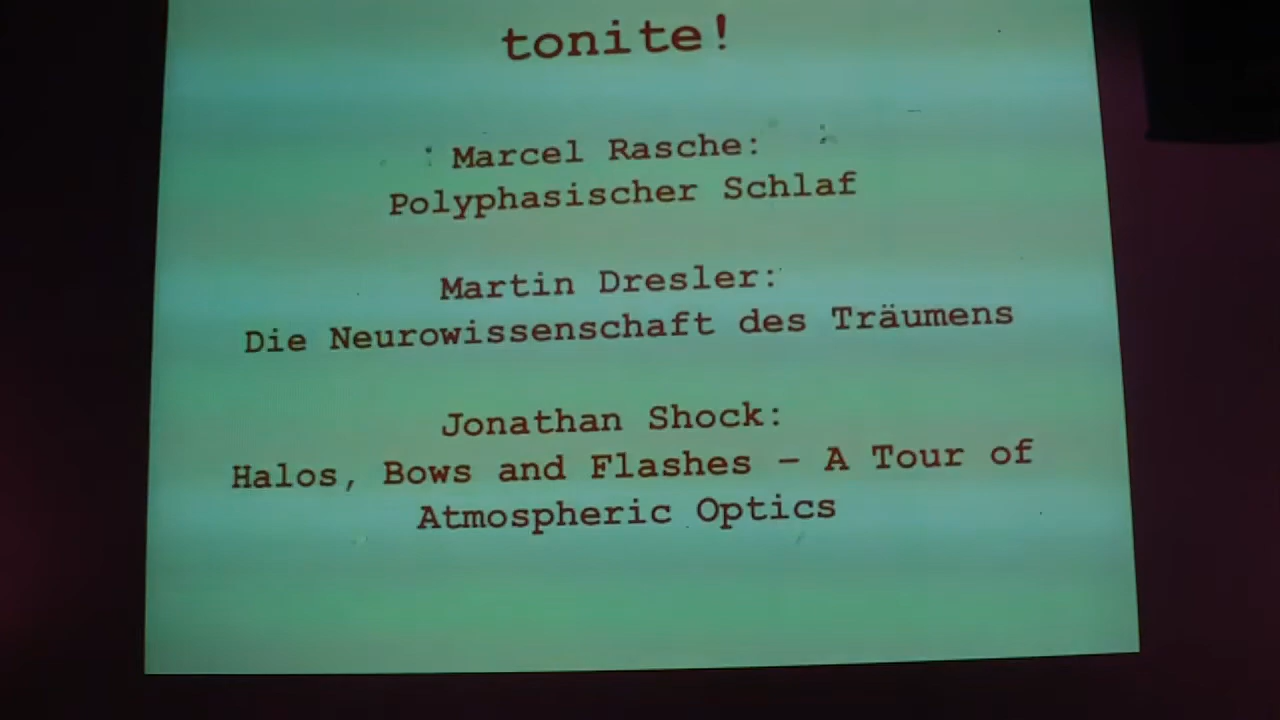 tonite!
Marcel Rasche:
Polyphasischer Schlaf
Martin Dresler:
Die Neurowissenschaft des Träumens
Jonathan Shock:
Halos, Bows and Flashes – A Tour of
Atmospheric Optics